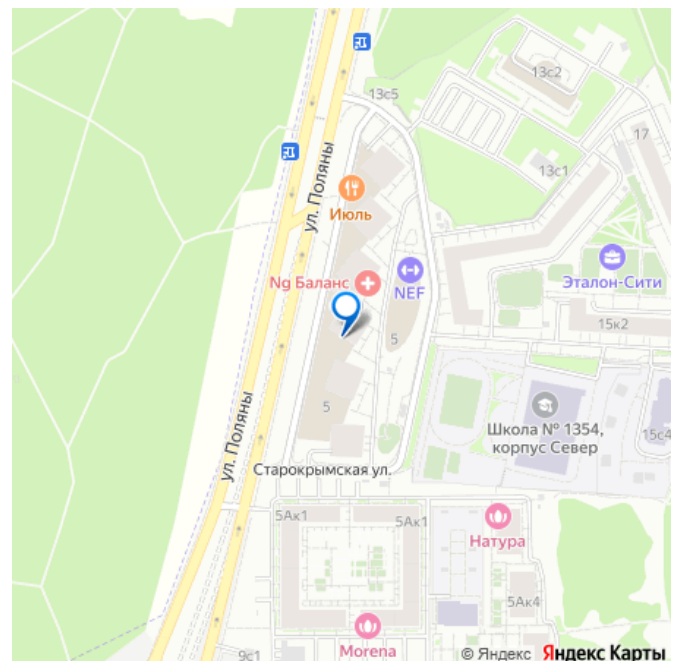 13с2
13с5
17
ул. Поляны
13с1
Июль
Эталон-Сити
Ng Баланс
NEF
15к2
5
5
Школа № 1354,
корпус Север
15с4
ул. Поляны
Старокрымская ул.
5Ак1
5Ак1
Натура
5Ак4
Morena
9с1
© Яндекс Яндекс Карты